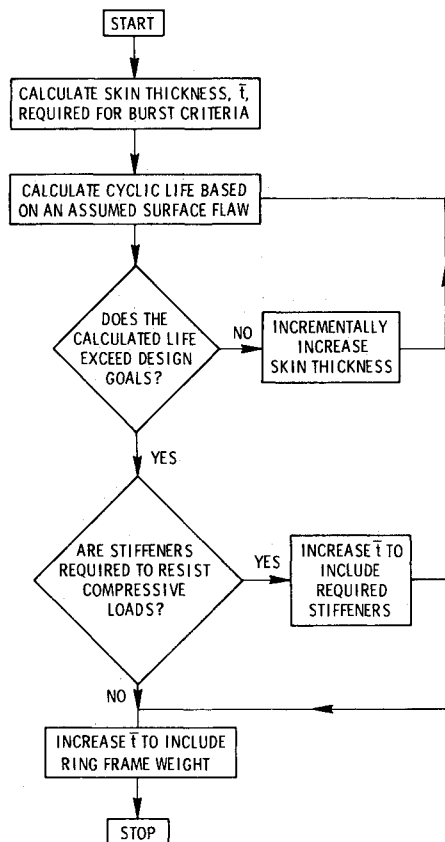 START
CALCULATE SKIN THICKNESS, t̄,
REQUIRED FOR BURST CRITERIA
CALCULATE CYCLIC LIFE BASED
ON AN ASSUMED SURFACE FLAW
DOES THE
CALCULATED LIFE
EXCEED DESIGN
GOALS?
NO
INCREMENTALLY
INCREASE
SKIN THICKNESS
YES
ARE STIFFENERS
REQUIRED TO RESIST
COMPRESSIVE
LOADS?
YES
INCREASE t̄ TO
INCLUDE
REQUIRED
STIFFENERS
NO
INCREASE t̄ TO INCLUDE
RING FRAME WEIGHT
STOP